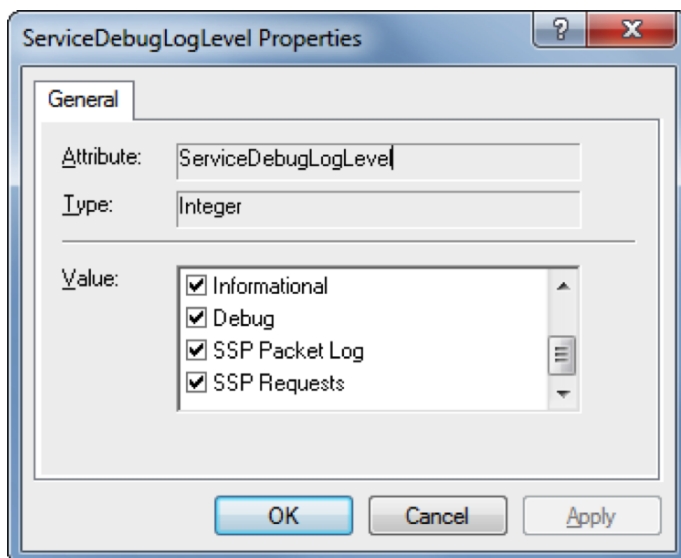 ServiceDebugLogLevel Properties
General
Attribute: ServiceDebugLogLevel
Type: Integer
Value:
Informational
Debug
SSP Packet Log
SSP Requests
OK Cancel Apply